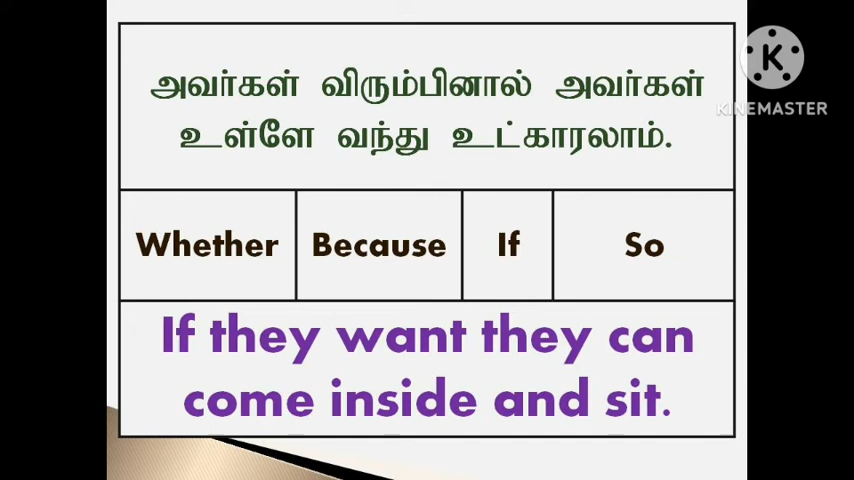 அவர்கள் விரும்பினால் அவர்கள்
உள்ளே வந்து உட்காரலாம்.
KINEMASTER
Whether Because If So
If they want they can
come inside and sit.